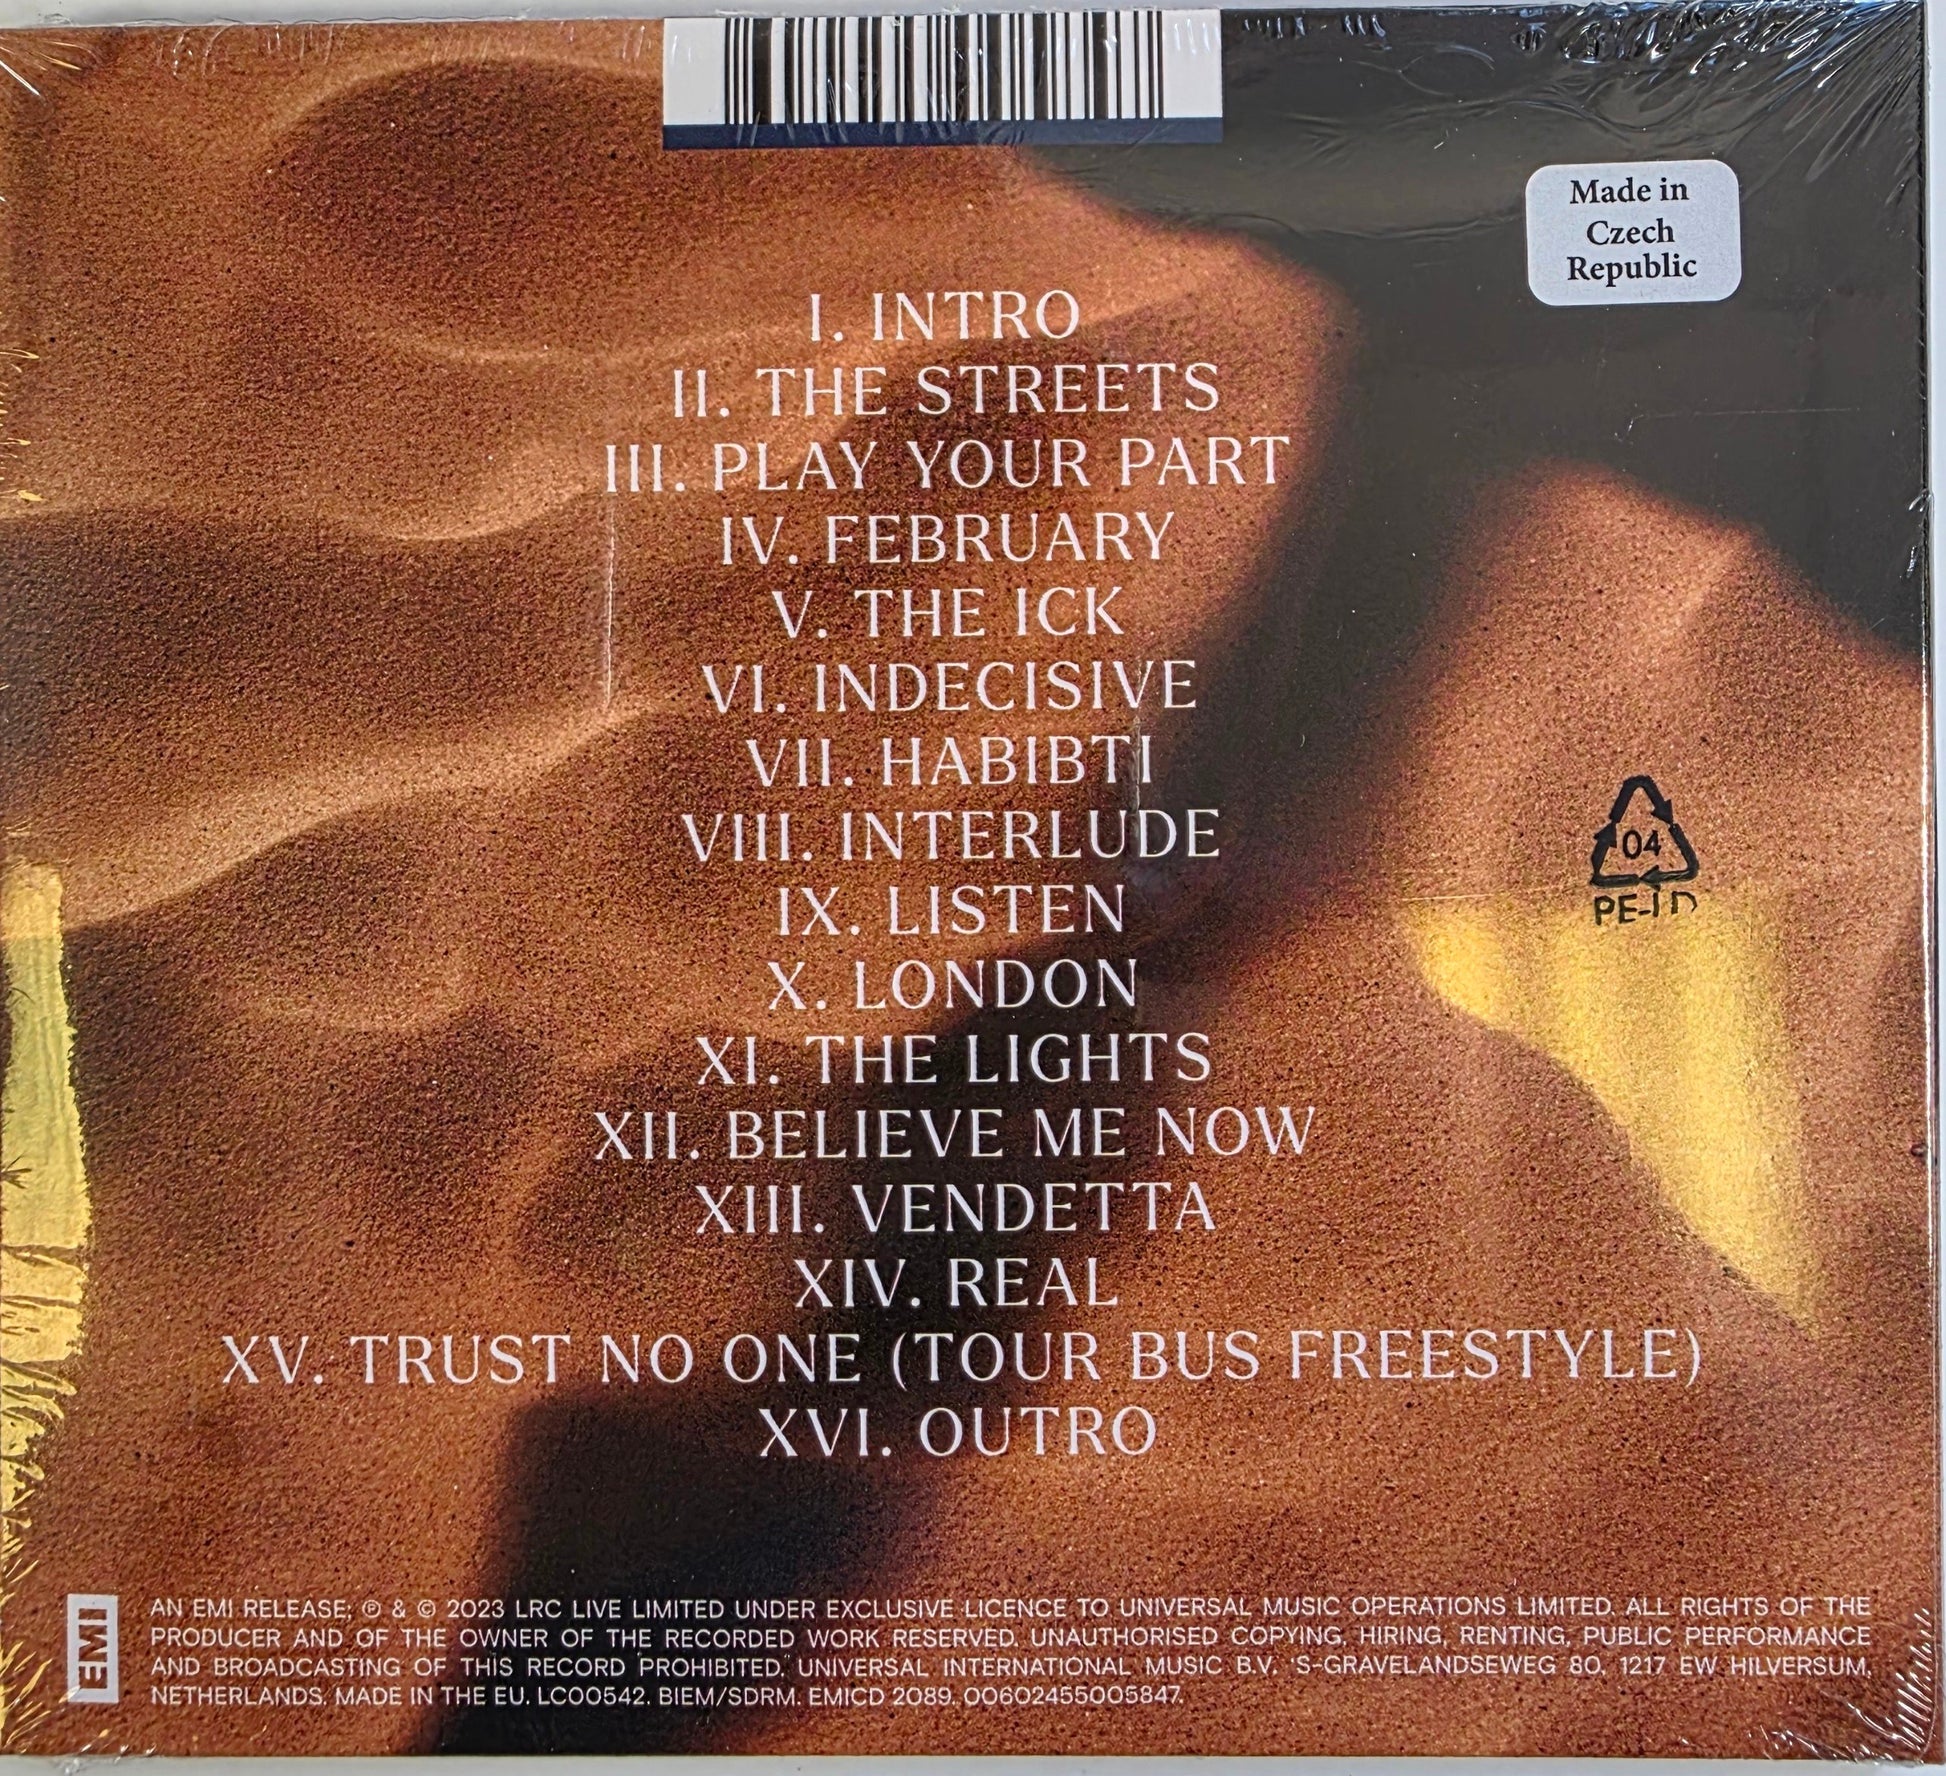 Made in
Czech
Republic
I. INTRO
II. THE STREETS
III. PLAY YOUR PART
IV. FEBRUARY
V. THE ICK
VI. INDECISIVE
VII. HABIBTI
VIII. INTERLUDE
IX. LISTEN
X. LONDON
XI. THE LIGHTS
XII. BELIEVE ME NOW
XIII. VENDETTA
XIV. REAL
XV. TRUST NO ONE (TOUR BUS FREESTYLE)
XVI. OUTRO
04
EMI
AN EMI RELEASE; ℗ & © 2023 LRC LIVE LIMITED UNDER EXCLUSIVE LICENCE TO UNIVERSAL MUSIC OPERATIONS LIMITED. ALL RIGHTS OF THE
PRODUCER AND OF THE OWNER OF THE RECORDED WORK RESERVED. UNAUTHORISED COPYING, HIRING, RENTING, PUBLIC PERFORMANCE
AND BROADCASTING OF THIS RECORD PROHIBITED. UNIVERSAL INTERNATIONAL MUSIC B.V. 'S-GRAVELANDSEWEG 80, 1217 EW HILVERSUM,
NETHERLANDS. MADE IN THE EU. LC00542. BIEM/SDRM. EMICD 2089. 00602455005847.